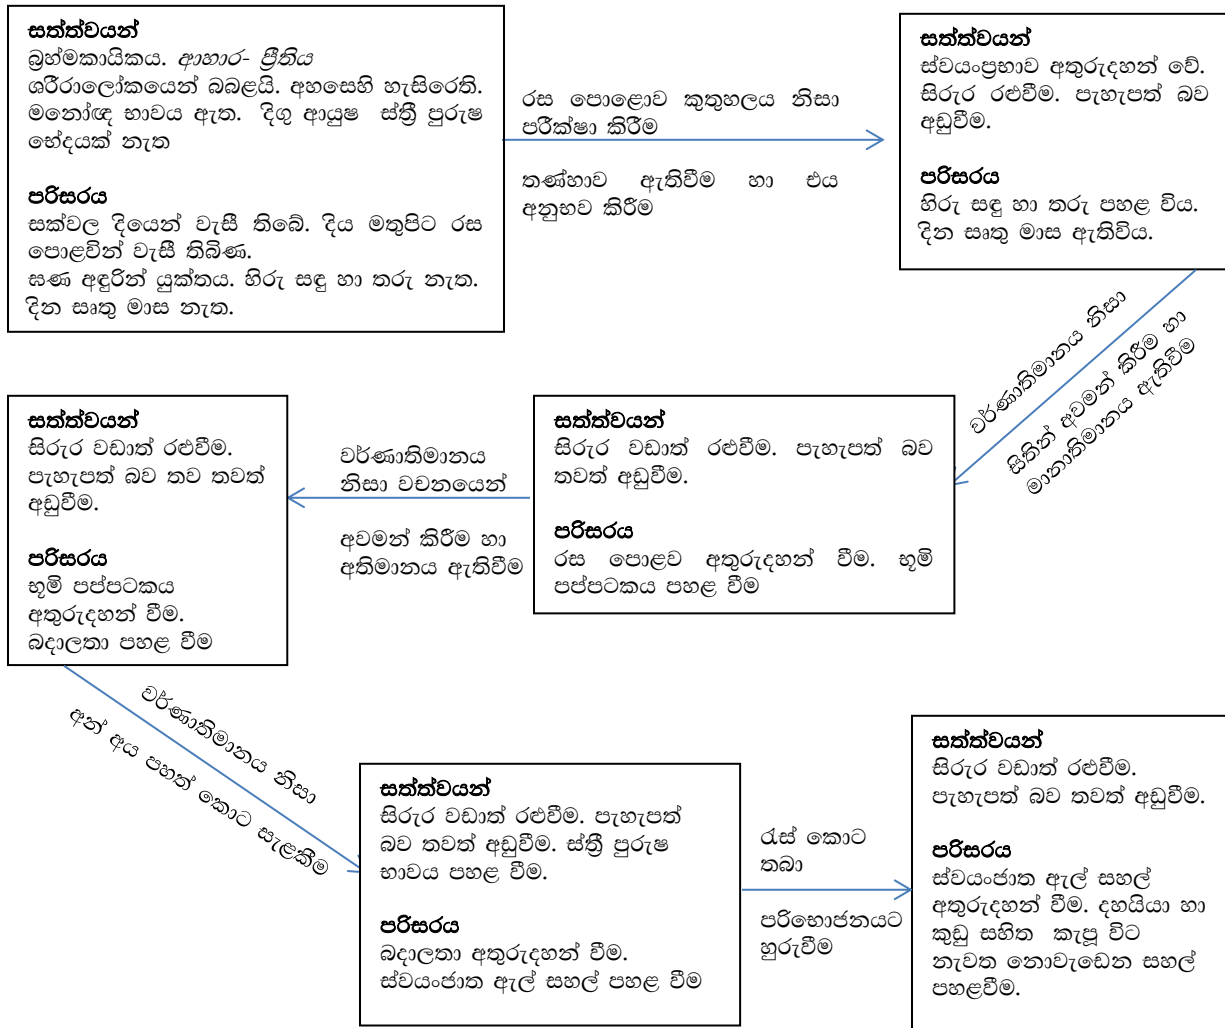 සත්ත්වයන්
බ්‍රහ්මකායිකය. ආහාර- ප්‍රීතිය
ශරීරාලෝකයෙන් බබළයි. අහසෙහි හැසිරෙති.
මනෝඥ භාවය ඇත. දිගු ආයුෂ ස්ත්‍රී පුරුෂ
භේදයක් නැත
පරිසරය
සක්වල දියෙන් වැසී තිබේ. දිය මතුපිට රස
පොළවින් වැසී තිබිණ.
ඝණ අඳුරින් යුක්තය. හිරු සඳු හා තරු නැත.
දින සෘතු මාස නැත.
රස පොළොව කුතුහලය නිසා
පරීක්ෂා කිරීම
තණ්හාව ඇතිවීම හා එය
අනුභව කිරීම
සත්ත්වයන්
ස්වයංප්‍රභාව අතුරුදහන් වේ.
සිරුර රළුවීම. පැහැපත් බව
අඩුවීම.
පරිසරය
හිරු සඳු හා තරු පහළ විය.
දින සෘතු මාස ඇතිවිය.
වර්ණාතිමානය නිසා
සිතින් අවමන් කිරීම හා
මානාතිමානය ඇතිවීම
සත්ත්වයන්
සිරුර වඩාත් රළුවීම. පැහැපත් බව
තවත් අඩුවීම.
පරිසරය
රස පොළව අතුරුදහන් වීම. භූමි
පප්පටකය පහළ වීම
වර්ණාතිමානය
නිසා වචනයෙන්
අවමන් කිරීම හා
අතිමානය ඇතිවීම
සත්ත්වයන්
සිරුර වඩාත් රළුවීම.
පැහැපත් බව තව තවත්
අඩුවීම.
පරිසරය
භූමි පප්පටකය
අතුරුදහන් වීම.
බදාලතා පහළ වීම
වර්ණාතිමානය නිසා
අන් අය පහත් කොට සැළකීම
සත්ත්වයන්
සිරුර වඩාත් රළුවීම. පැහැපත්
බව තවත් අඩුවීම. ස්ත්‍රී පුරුෂ
භාවය පහළ වීම.
පරිසරය
බදාලතා අතුරුදහන් වීම.
ස්වයංජාත ඇල් සහල් පහළ වීම
රැස් කොට
තබා
පරිභොජනයට
හුරුවීම
සත්ත්වයන්
සිරුර වඩාත් රළුවීම.
පැහැපත් බව තවත් අඩුවීම.
පරිසරය
ස්වයංජාත ඇල් සහල්
අතුරුදහන් වීම. දහයියා හා
කුඩු සහිත කැපූ විට
නැවත නොවැඩෙන සහල්
පහළවීම.